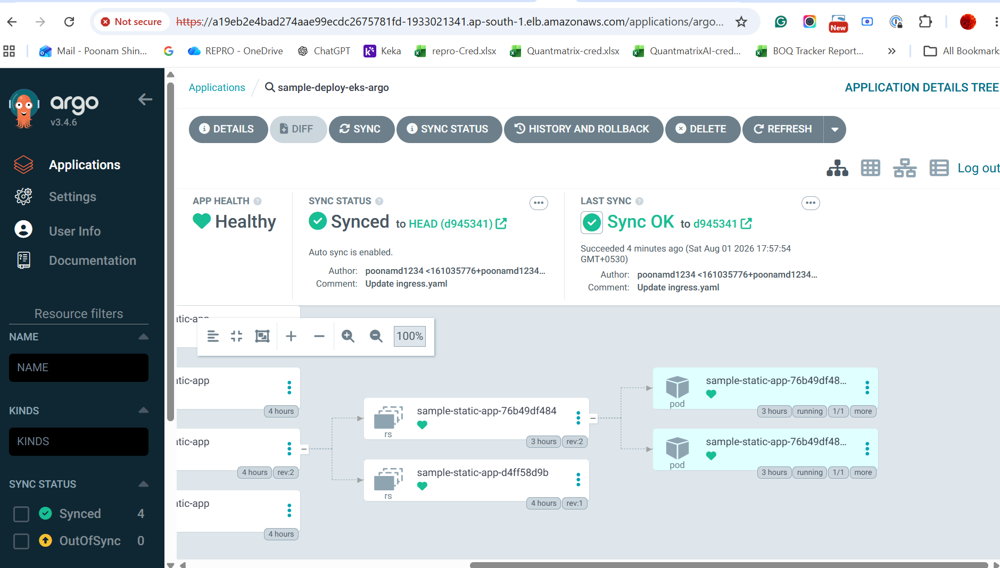 Not secure
https://a19eb2e4bad274aae99ecdc2675781fd-1933021341.ap-south-1.elb.amazonaws.com/applications/argo...
New
Mail - Poonam Shin...
REPRO - OneDrive
ChatGPT
Keka
repro-Cred.xlsx
Quantmatrix-cred.xlsx
QuantmatrixAI-cred...
BOQ Tracker Report...
All Bookmarks
argo
v3.4.6
Applications
Settings
User Info
Documentation
Resource filters
NAME
NAME
KINDS
KINDS
SYNC STATUS
Synced 4
OutOfSync 0
Applications / sample-deploy-eks-argo
APPLICATION DETAILS TREE
DETAILS
DIFF
SYNC
SYNC STATUS
HISTORY AND ROLLBACK
DELETE
REFRESH
Log out
APP HEALTH
Healthy
SYNC STATUS
Synced to HEAD (d945341)
Auto sync is enabled.
Author: poonamd1234 <161035776+poonamd1234...
Comment: Update ingress.yaml
LAST SYNC
Sync OK to d945341
Succeeded 4 minutes ago (Sat Aug 01 2026 17:57:54
GMT+0530)
Author: poonamd1234 <161035776+poonamd1234...
Comment: Update ingress.yaml
100%
tic-app
4 hours
tic-app
4 hours rev:2
tic-app
4 hours
sample-static-app-76b49df484
rs
3 hours rev:2
sample-static-app-d4ff58d9b
rs
4 hours rev:1
sample-static-app-76b49df48...
pod
3 hours running 1/1 more
sample-static-app-76b49df48...
pod
3 hours running 1/1 more